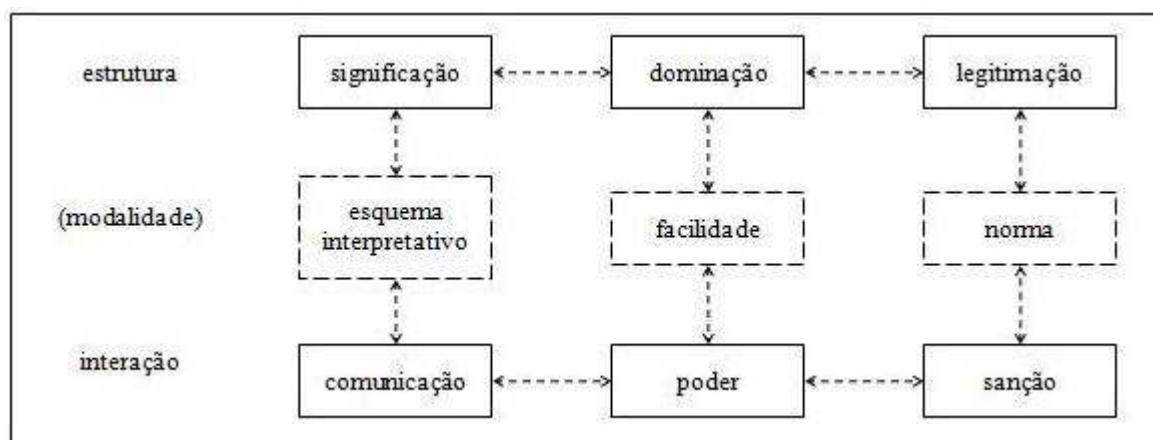 estrutura
significação
dominação
legitimação
(modalidade)
esquema
interpretativo
facilidade
norma
interação
comunicação
poder
sanção